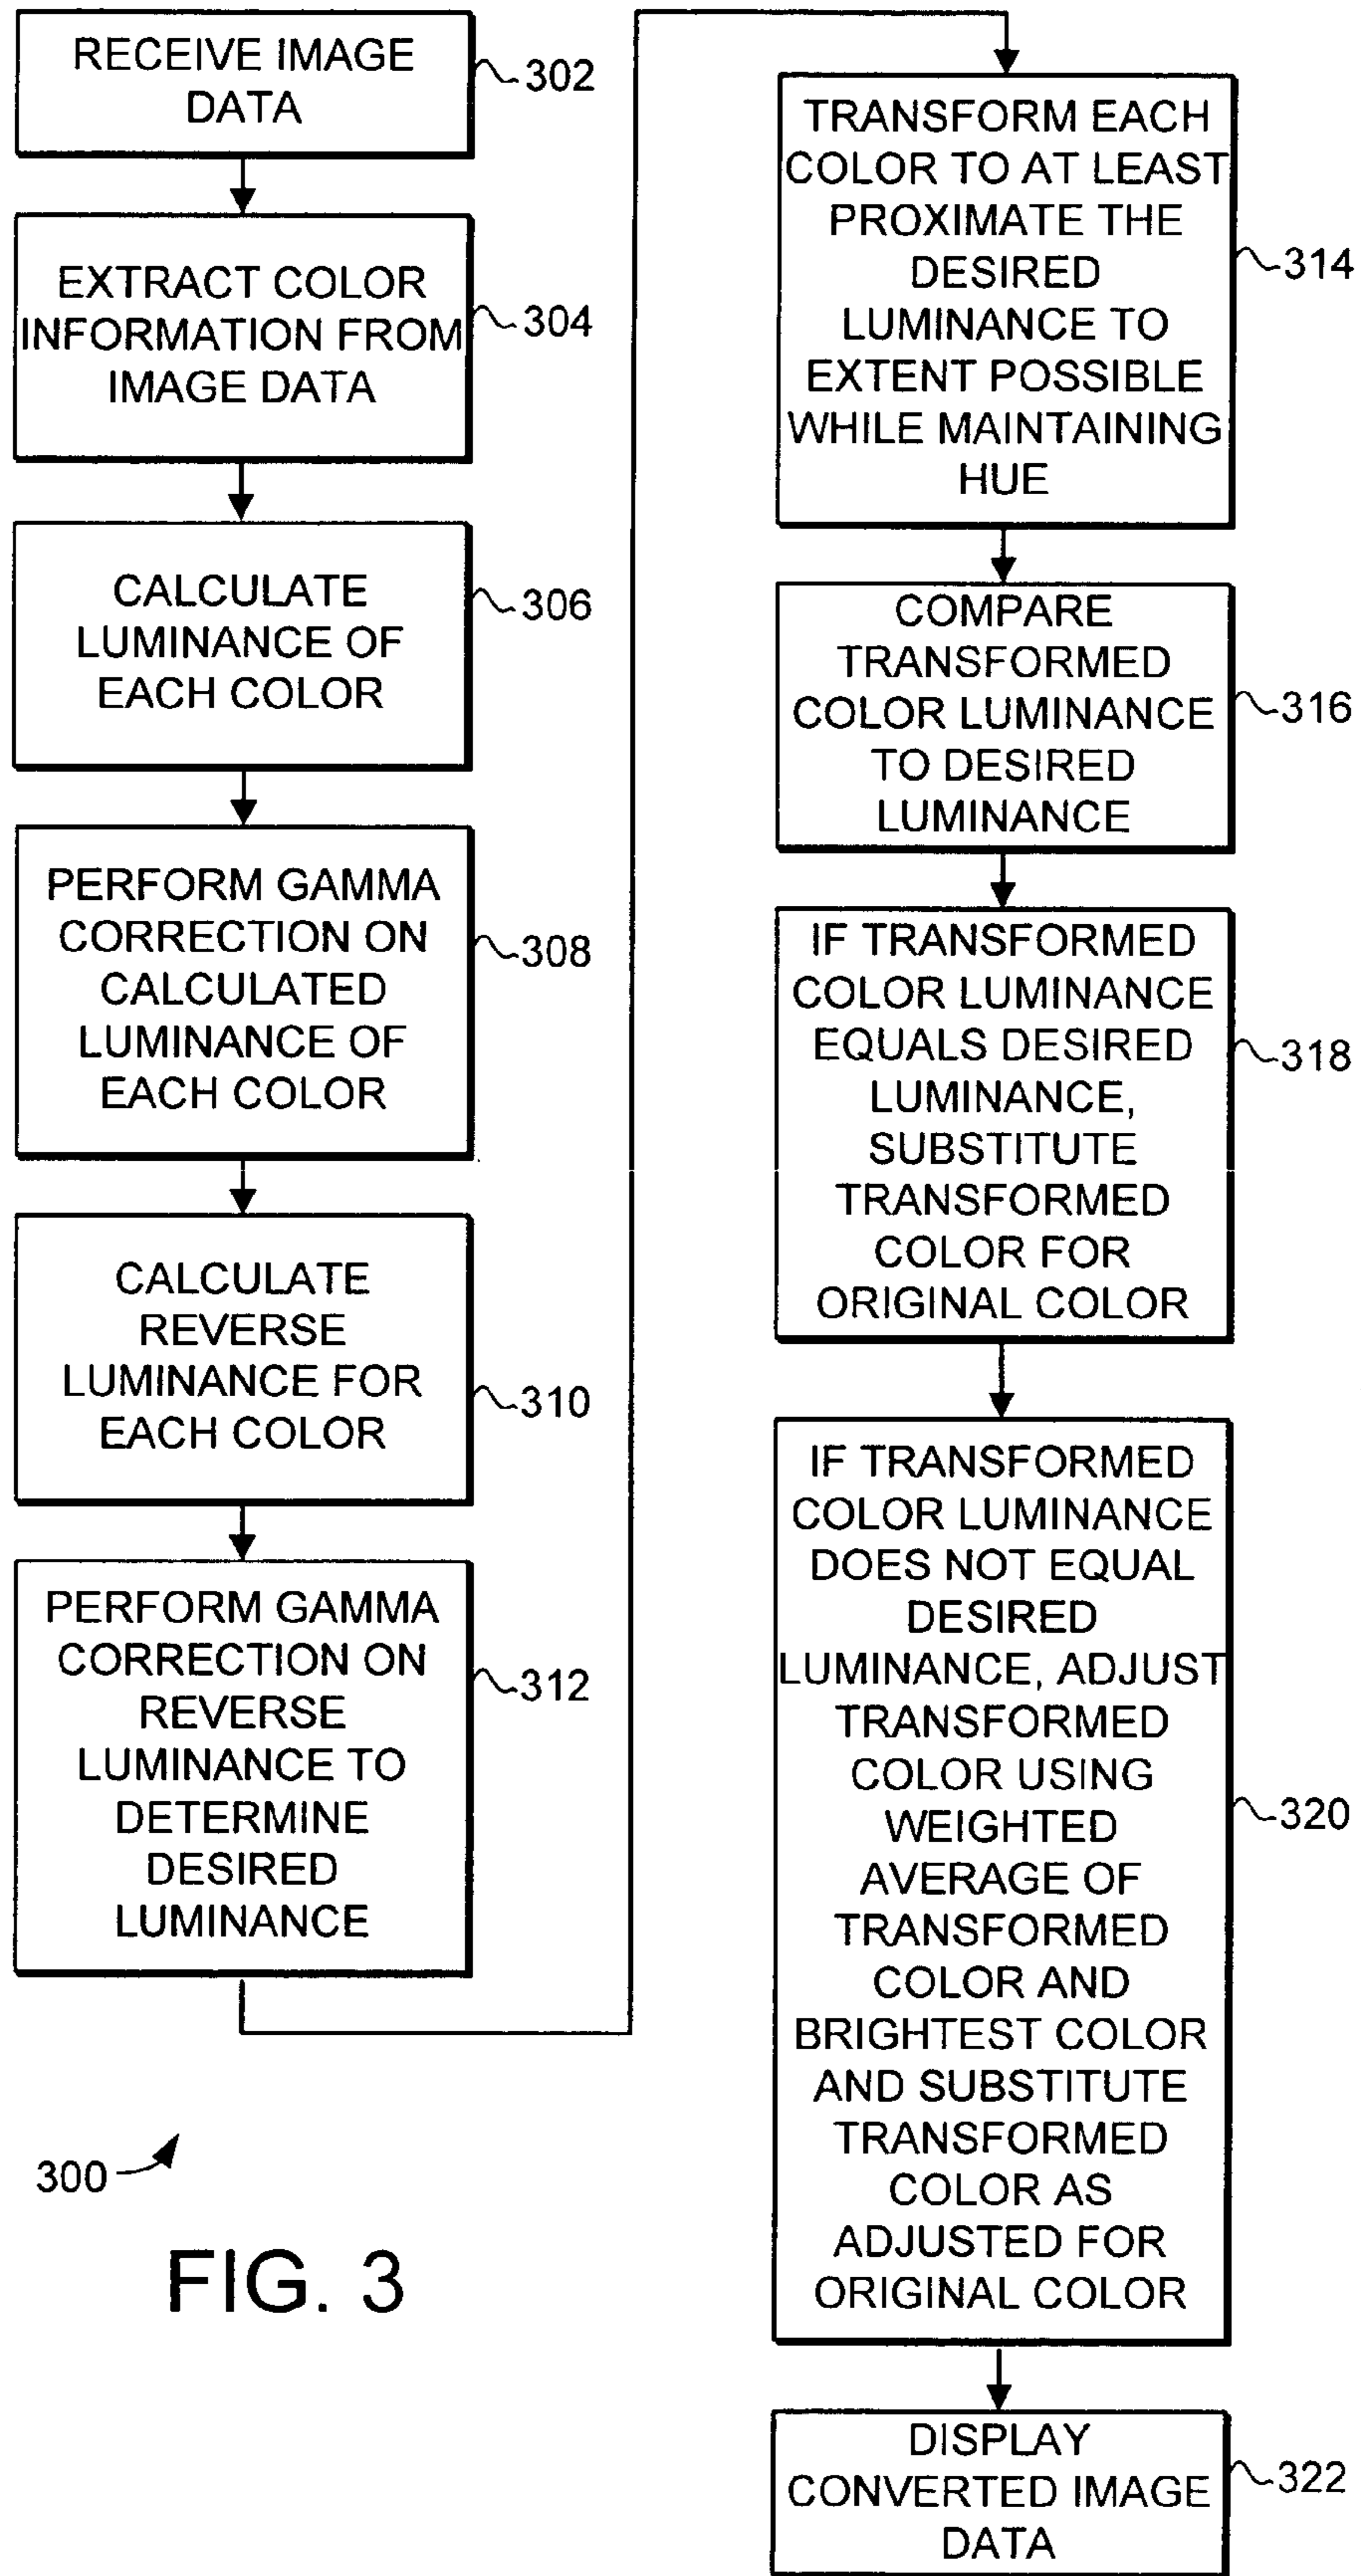 RECEIVE IMAGE
DATA
302
EXTRACT COLOR
INFORMATION FROM
IMAGE DATA
304
CALCULATE
LUMINANCE OF
EACH COLOR
306
PERFORM GAMMA
CORRECTION ON
CALCULATED
LUMINANCE OF
EACH COLOR
308
CALCULATE
REVERSE
LUMINANCE FOR
EACH COLOR
310
PERFORM GAMMA
CORRECTION ON
REVERSE
LUMINANCE TO
DETERMINE
DESIRED
LUMINANCE
312
TRANSFORM EACH
COLOR TO AT LEAST
PROXIMATE THE
DESIRED
LUMINANCE TO
EXTENT POSSIBLE
WHILE MAINTAINING
HUE
314
COMPARE
TRANSFORMED
COLOR LUMINANCE
TO DESIRED
LUMINANCE
316
IF TRANSFORMED
COLOR LUMINANCE
EQUALS DESIRED
LUMINANCE,
SUBSTITUTE
TRANSFORMED
COLOR FOR
ORIGINAL COLOR
318
IF TRANSFORMED
COLOR LUMINANCE
DOES NOT EQUAL
DESIRED
LUMINANCE, ADJUST
TRANSFORMED
COLOR USING
WEIGHTED
AVERAGE OF
TRANSFORMED
COLOR AND
BRIGHTEST COLOR
AND SUBSTITUTE
TRANSFORMED
COLOR AS
ADJUSTED FOR
ORIGINAL COLOR
320
DISPLAY
CONVERTED IMAGE
DATA
322
300
FIG. 3